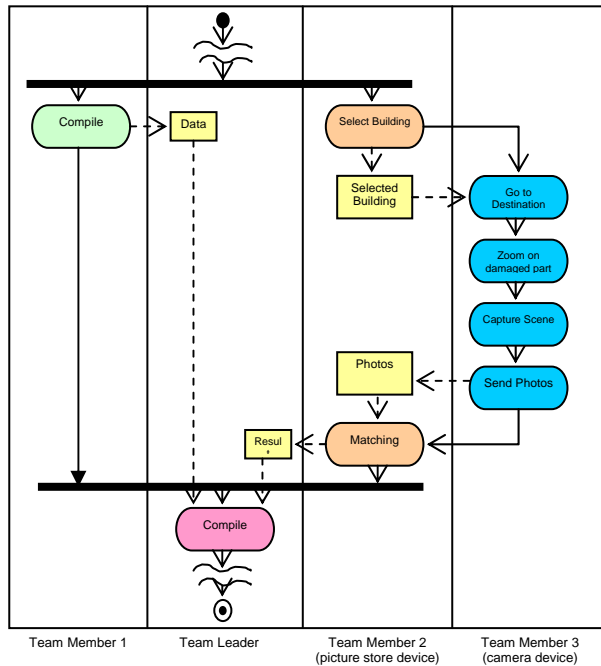 Compile
Data
Select Building
Selected
Building
Go to
Destination
Zoom on
damaged part
Capture Scene
Photos
Send Photos
Resul
Matching
Compile
Team Member 1
Team Leader
Team Member 2
(picture store device)
Team Member 3
(camera device)